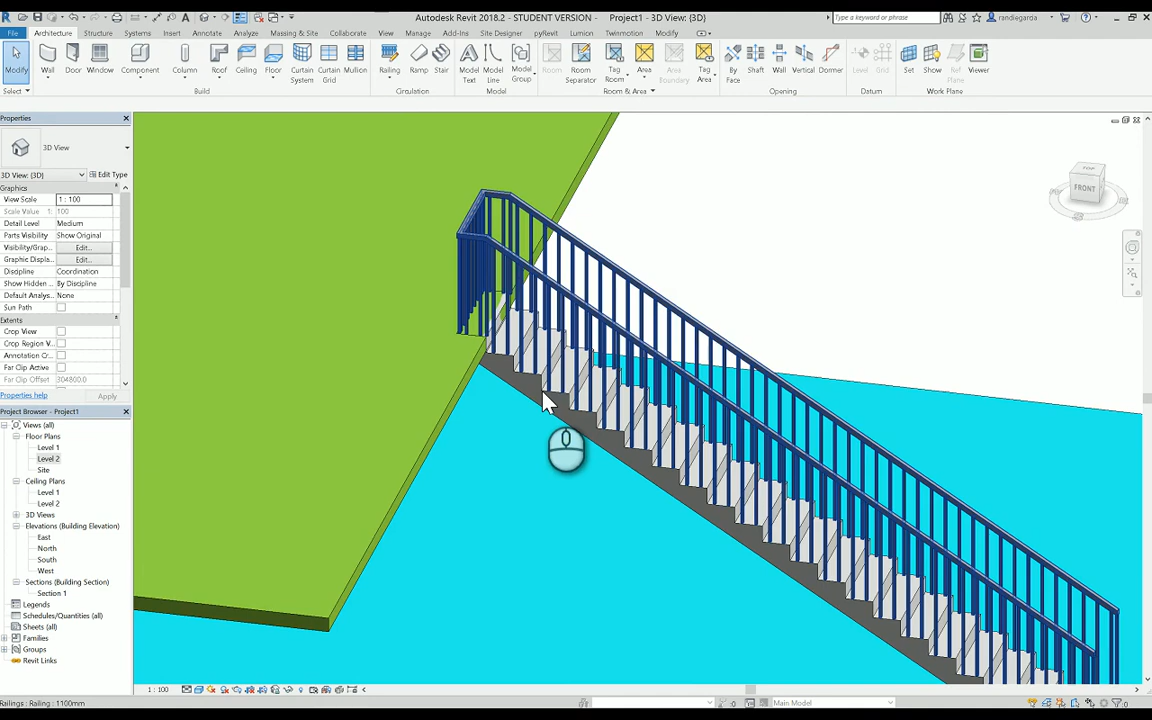 Autodesk Revit 2018.2 - STUDENT VERSION - Project1 - 3D View: {3D}
Type a keyword or phrase
randiegarcia
File Architecture Structure Systems Insert Annotate Analyze Massing & Site Collaborate View Manage Add-Ins Site Designer pyRevit Lumion Twinmotion Modify
Modify Wall Door Window Component Column Roof Ceiling Floor Curtain System Curtain Grid Mullion Railing Ramp Stair Model Text Model Line Model Group Room Room Separator Tag Room Area Area Boundary Tag Area By Face Shaft Wall Vertical Dormer Level Grid Set Show Ref Plane Viewer
Select Build Circulation Model Room & Area Opening Datum Work Plane
Properties
3D View
3D View: {3D} Edit Type
Graphics
View Scale 1 : 100
Scale Value 1: 100
Detail Level Medium
Parts Visibility Show Original
Visibility/Grap... Edit...
Graphic Displa... Edit...
Discipline Coordination
Show Hidden ... By Discipline
Default Analys... None
Sun Path
Extents
Crop View
Crop Region V...
Annotation Cr...
Far Clip Active
Far Clip Offset 304800.0
Properties help Apply
Project Browser - Project1
Views (all)
Floor Plans
Level 1
Level 2
Site
Ceiling Plans
Level 1
Level 2
3D Views
Elevations (Building Elevation)
East
North
South
West
Sections (Building Section)
Section 1
Legends
Schedules/Quantities (all)
Sheets (all)
Families
Groups
Revit Links
TOP
FRONT
1 : 100
Railings : Railing : 1100mm
:0
Main Model
:0